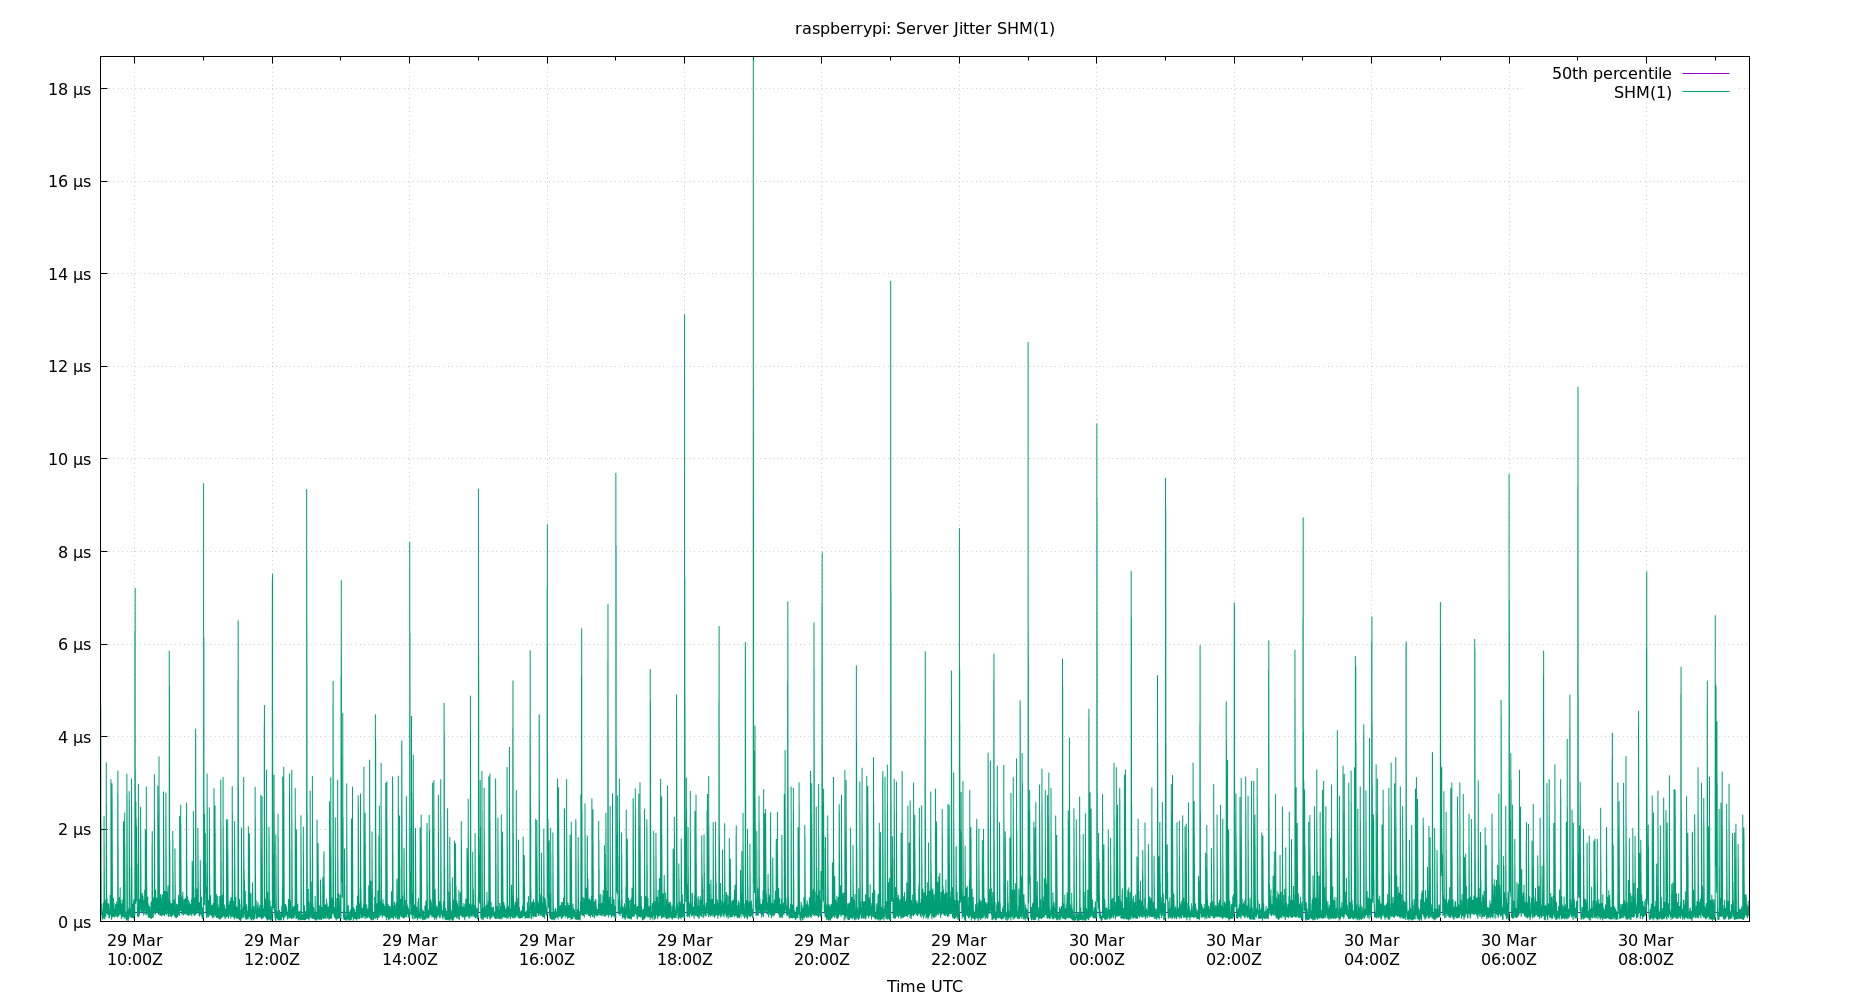 raspberrypi: Server Jitter SHM(1)
50th percentile
SHM(1)
18 µs
16 µs
14 µs
12 µs
10 µs
8 µs
6 µs
4 µs
2 µs
0 µs
29 Mar 29 Mar 29 Mar 29 Mar 29 Mar 29 Mar 29 Mar 30 Mar 30 Mar 30 Mar 30 Mar 30 Mar
10:00Z 12:00Z 14:00Z 16:00Z 18:00Z 20:00Z 22:00Z 00:00Z 02:00Z 04:00Z 06:00Z 08:00Z
Time UTC